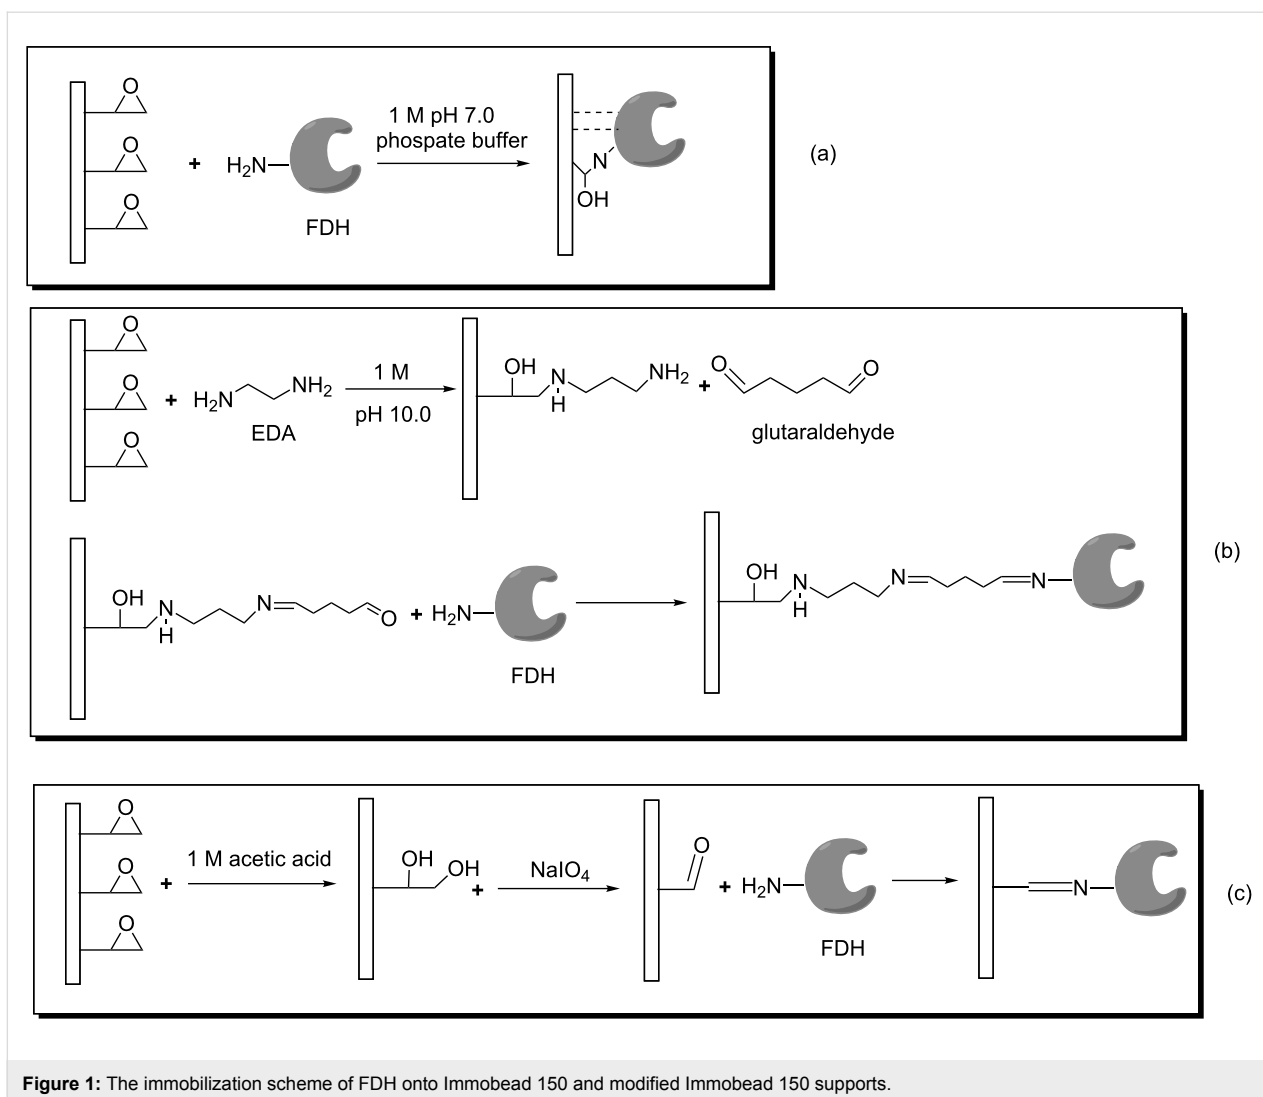 O
O
O
+
H₂N
FDH
1 M pH 7.0
phospate buffer
N
OH
(a)
O
O
O
+
H₂N
NH₂
EDA
1 M
pH 10.0
OH
N
H
NH₂
+
O
O
glutaraldehyde
OH
N
H
N
O
+
H₂N
FDH
OH
N
H
N
N
(b)
O
O
O
+
1 M acetic acid
OH
OH
+
NaIO₄
O
+
H₂N
FDH
N
(c)
Figure 1: The immobilization scheme of FDH onto Immobead 150 and modified Immobead 150 supports.